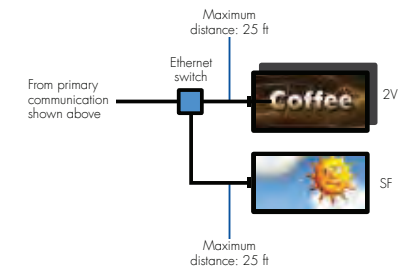 Maximum
distance: 25 ft
Ethernet
switch
From primary
communication
shown above
Coffee
2V
SF
Maximum
distance: 25 ft